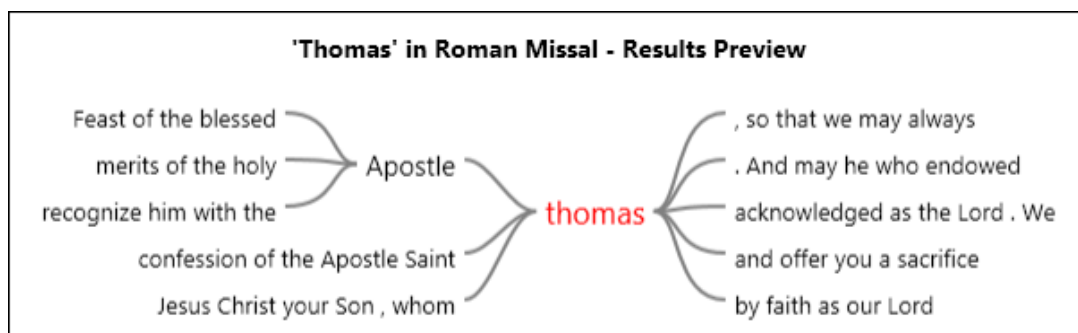 'Thomas' in Roman Missal - Results Preview
Feast of the blessed
merits of the holy
recognize him with the
Apostle
confession of the Apostle Saint
Jesus Christ your Son , whom
thomas
, so that we may always
. And may he who endowed
acknowledged as the Lord . We
and offer you a sacrifice
by faith as our Lord